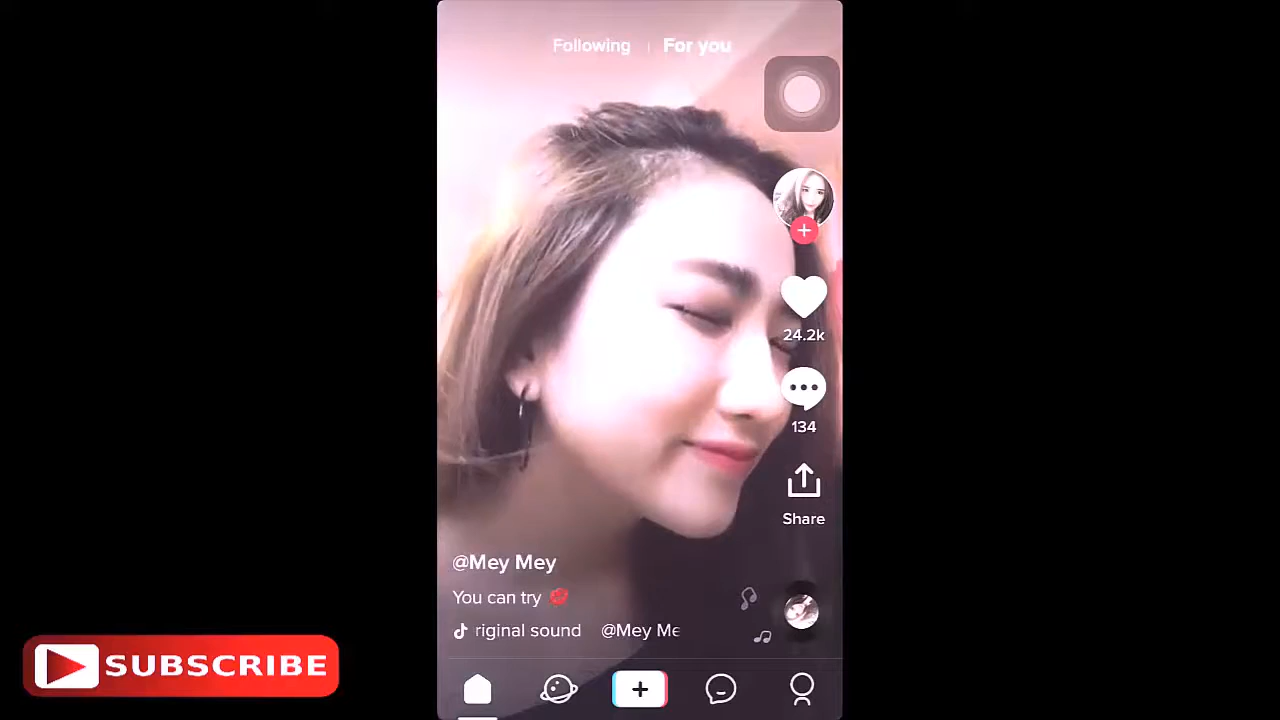 Following
For you
24.2k
134
Share
@Mey Mey
You can try 💋
riginal sound @Mey Me
SUBSCRIBE